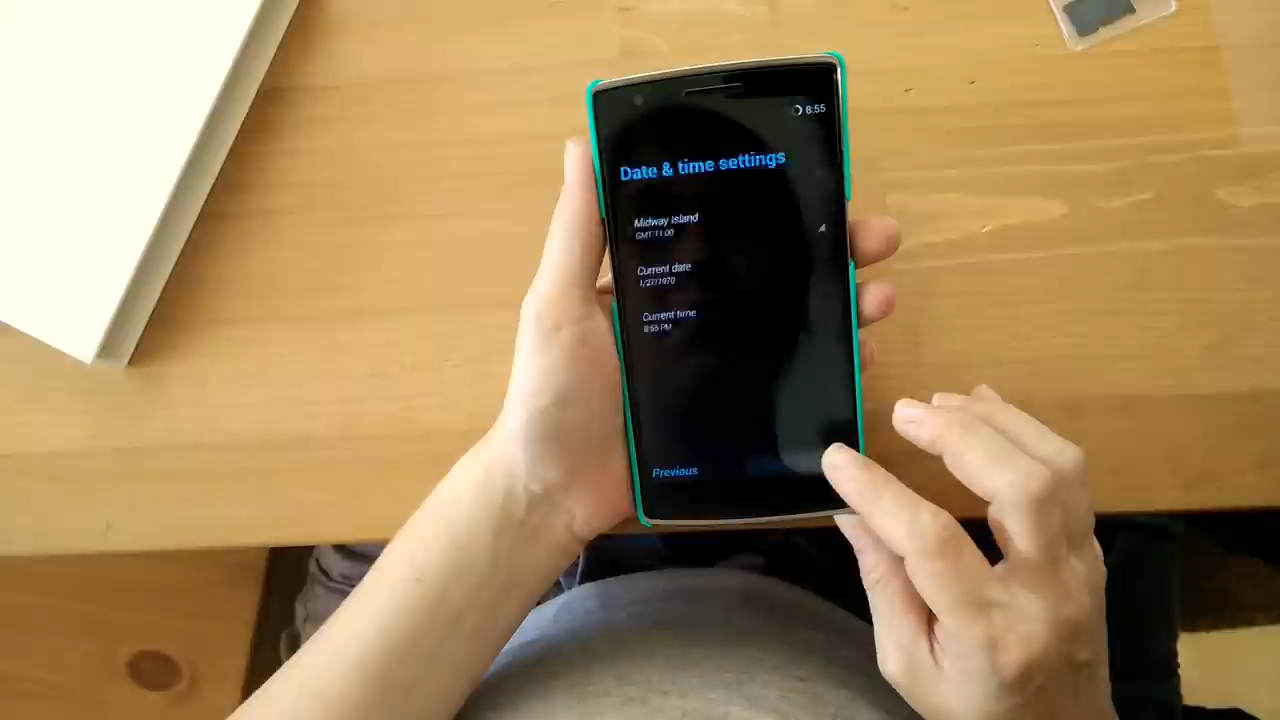 8:55
Date & time settings
Midway Island
GMT-11:00
Current date
1/27/1970
Current time
8:55 PM
Previous